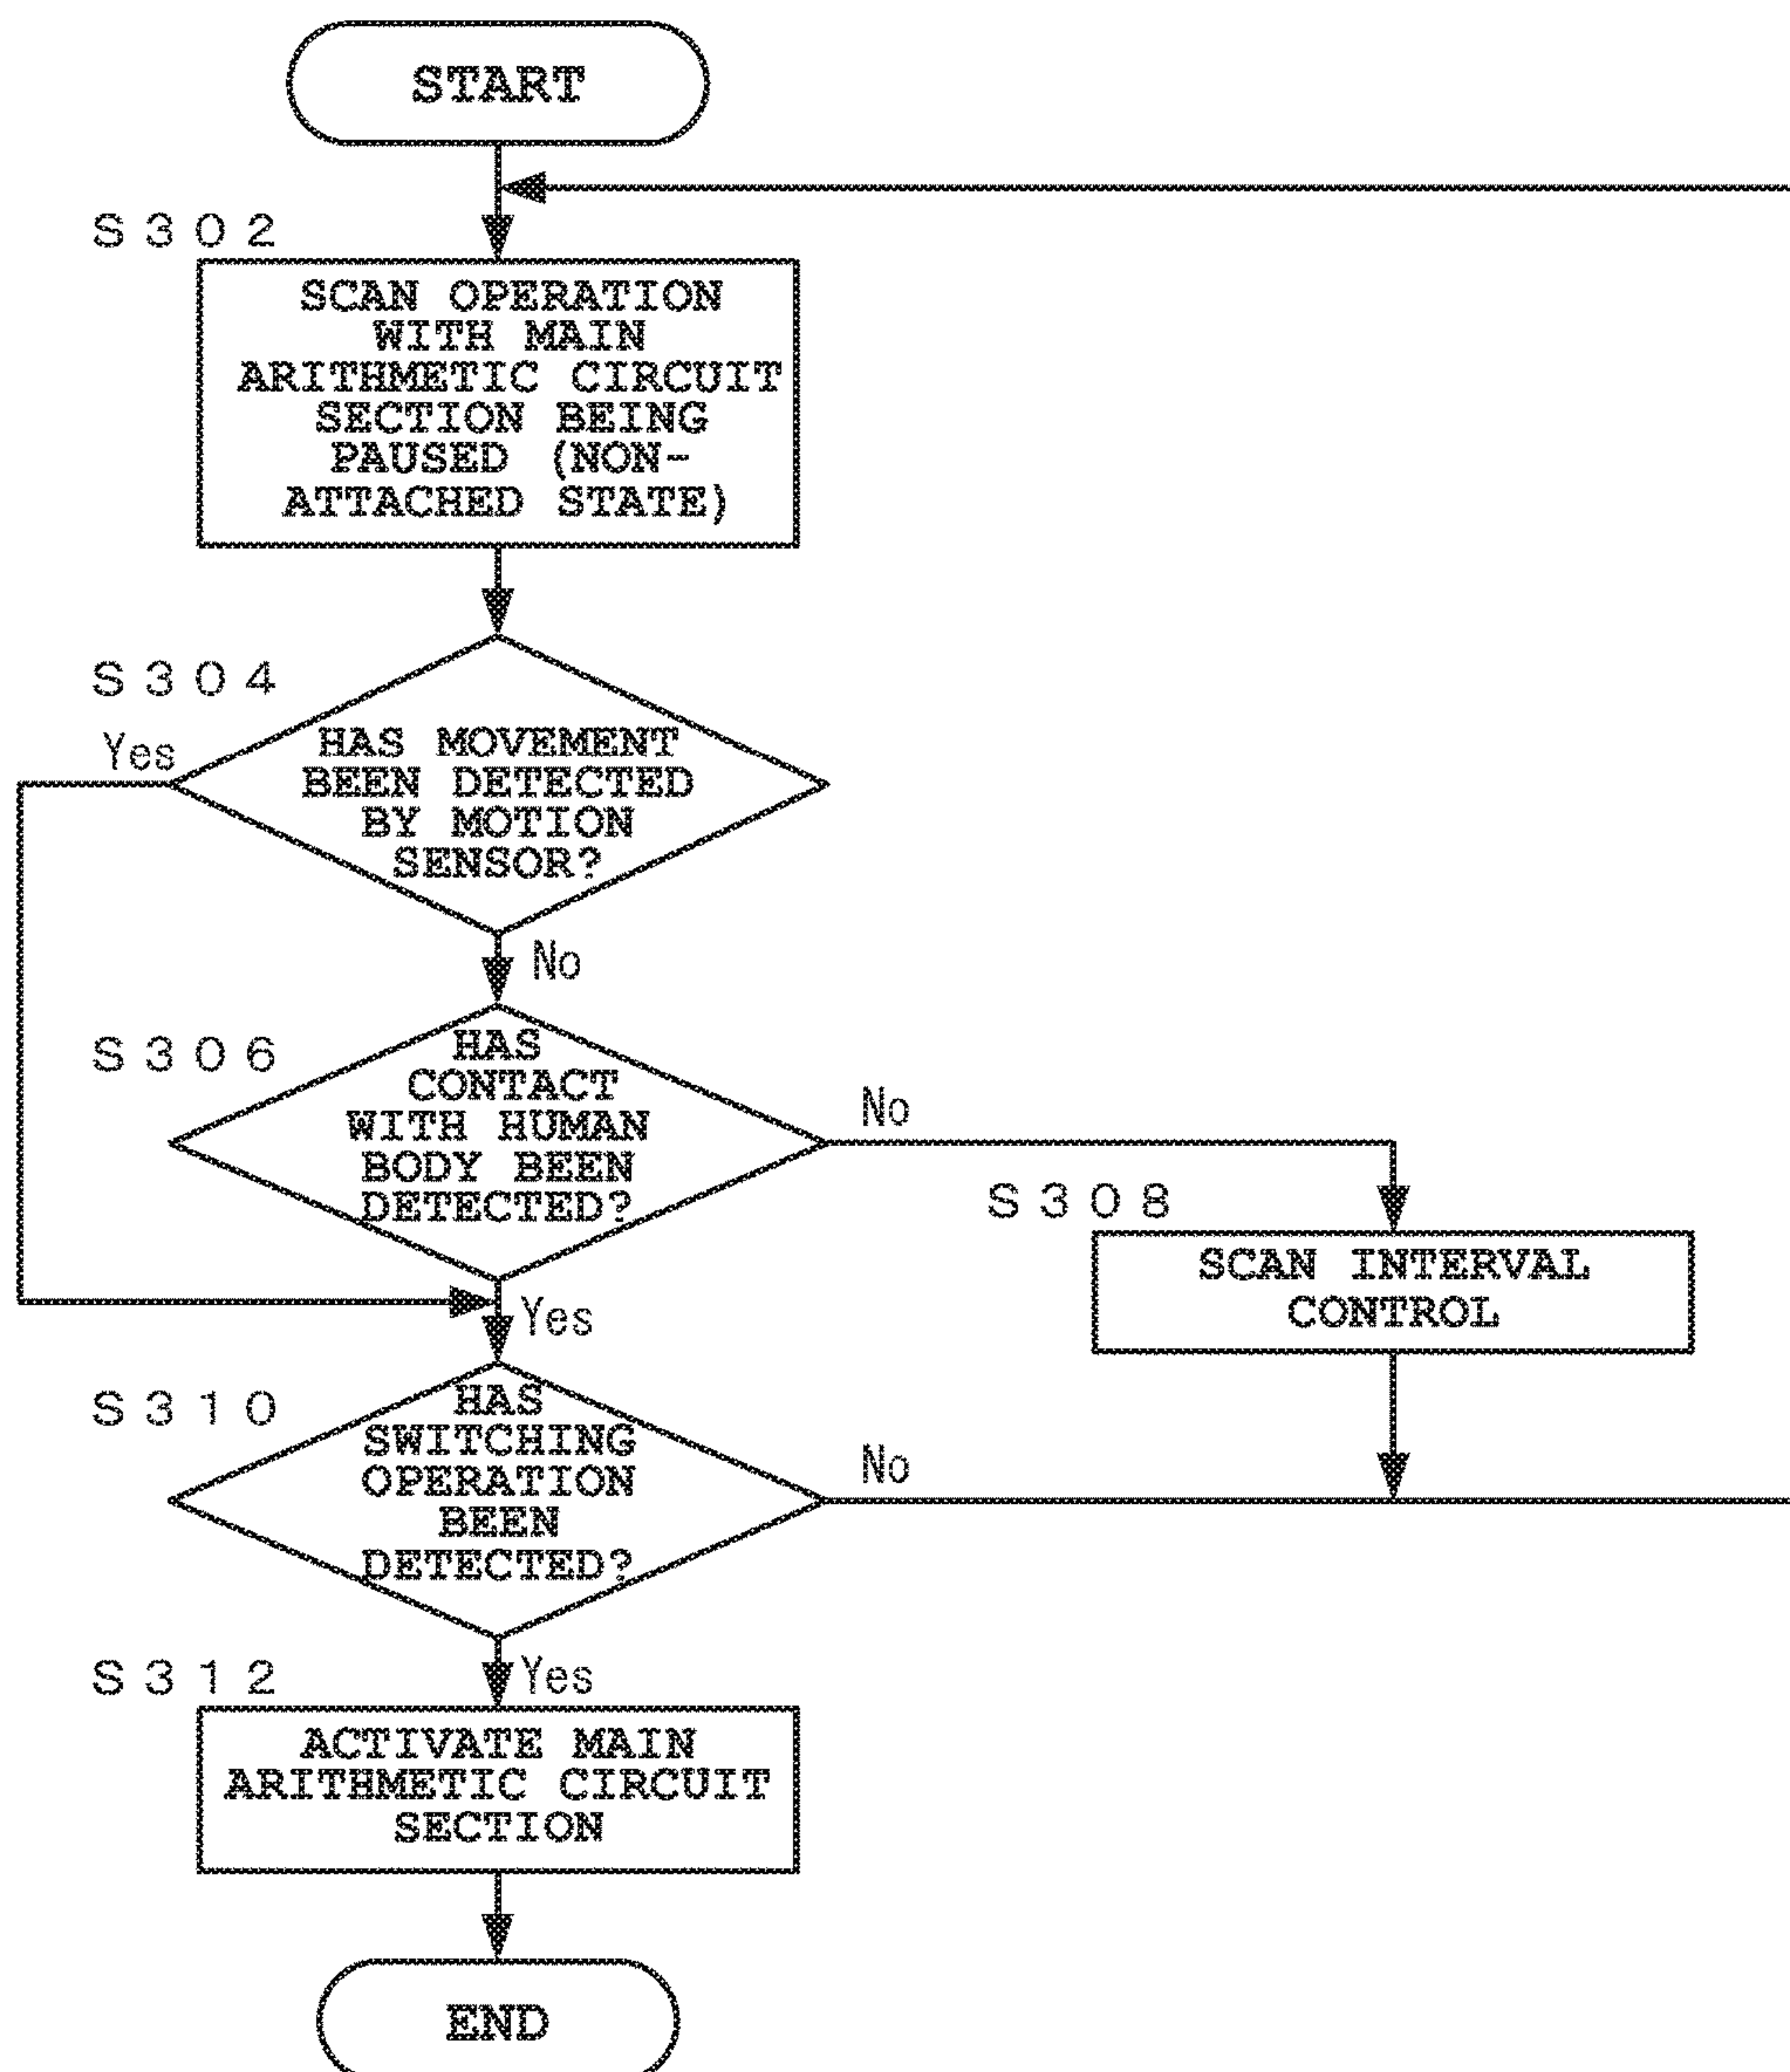 START
S302
SCAN OPERATION
WITH MAIN
ARITHMETIC CIRCUIT
SECTION BEING
PAUSED (NON-
ATTACHED STATE)
S304
Yes
HAS MOVEMENT
BEEN DETECTED
BY MOTION
SENSOR?
No
S306
HAS
CONTACT
WITH HUMAN
BODY BEEN
DETECTED?
No
S308
SCAN INTERVAL
CONTROL
Yes
S310
HAS
SWITCHING
OPERATION
BEEN
DETECTED?
No
Yes
S312
ACTIVATE MAIN
ARITHMETIC CIRCUIT
SECTION
END